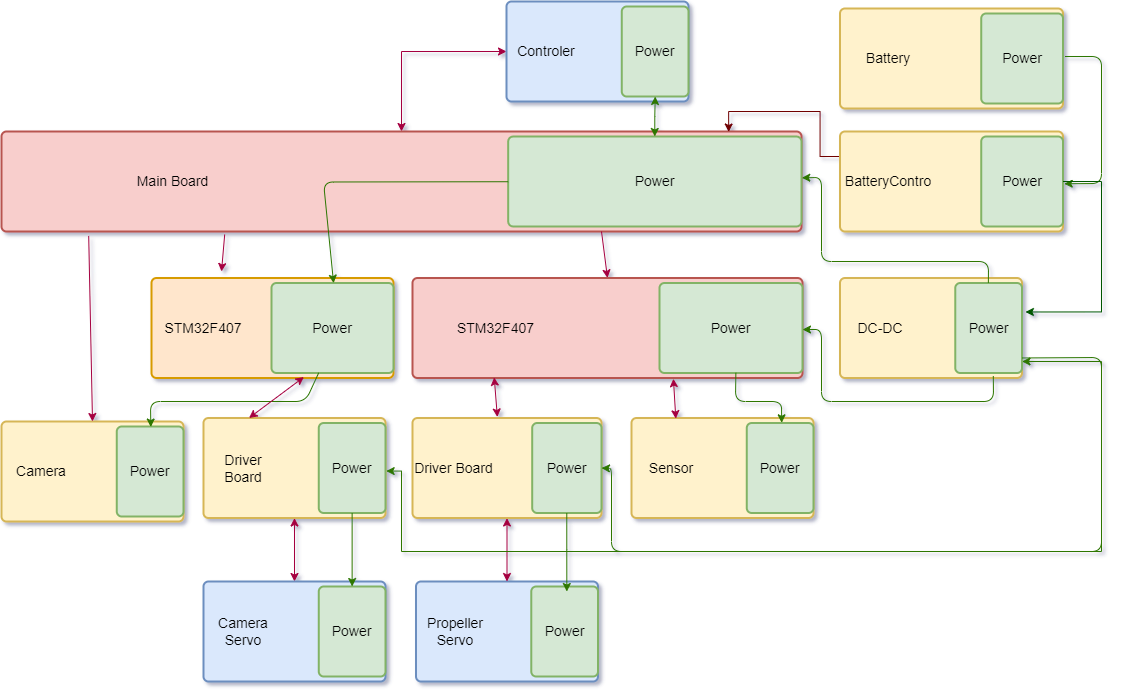 Controler
Power
Battery
Power
Main Board
Power
BatteryContro
Power
STM32F407
Power
STM32F407
Power
DC-DC
Power
Camera
Power
Driver
Board
Power
Driver Board
Power
Sensor
Power
Camera
Servo
Power
Propeller
Servo
Power